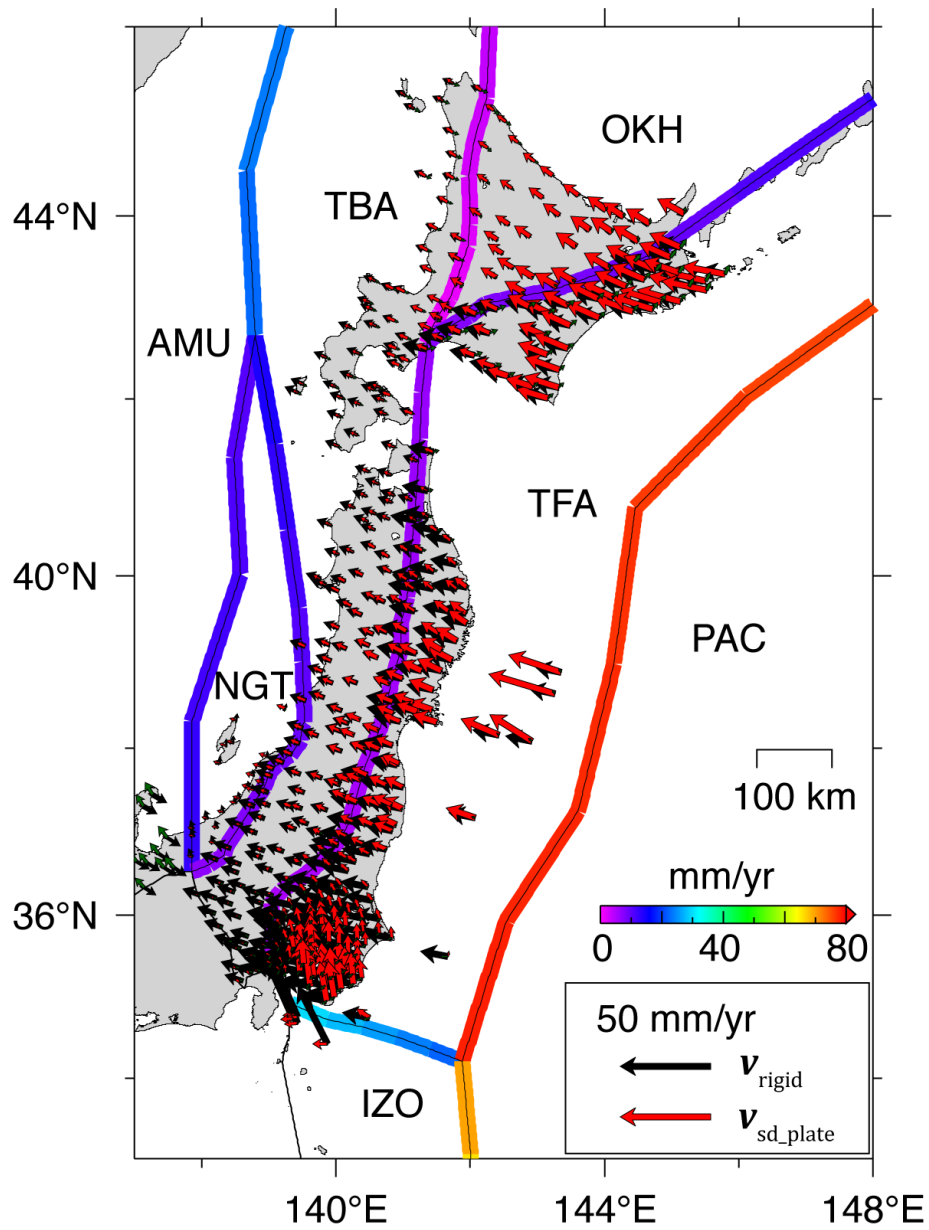 OKH
44°N
TBA
AMU
TFA
40°N
PAC
NGT
100 km
mm/yr
36°N
0 40 80
50 mm/yr
v rigid
IZO
v sd_plate
140°E 144°E 148°E